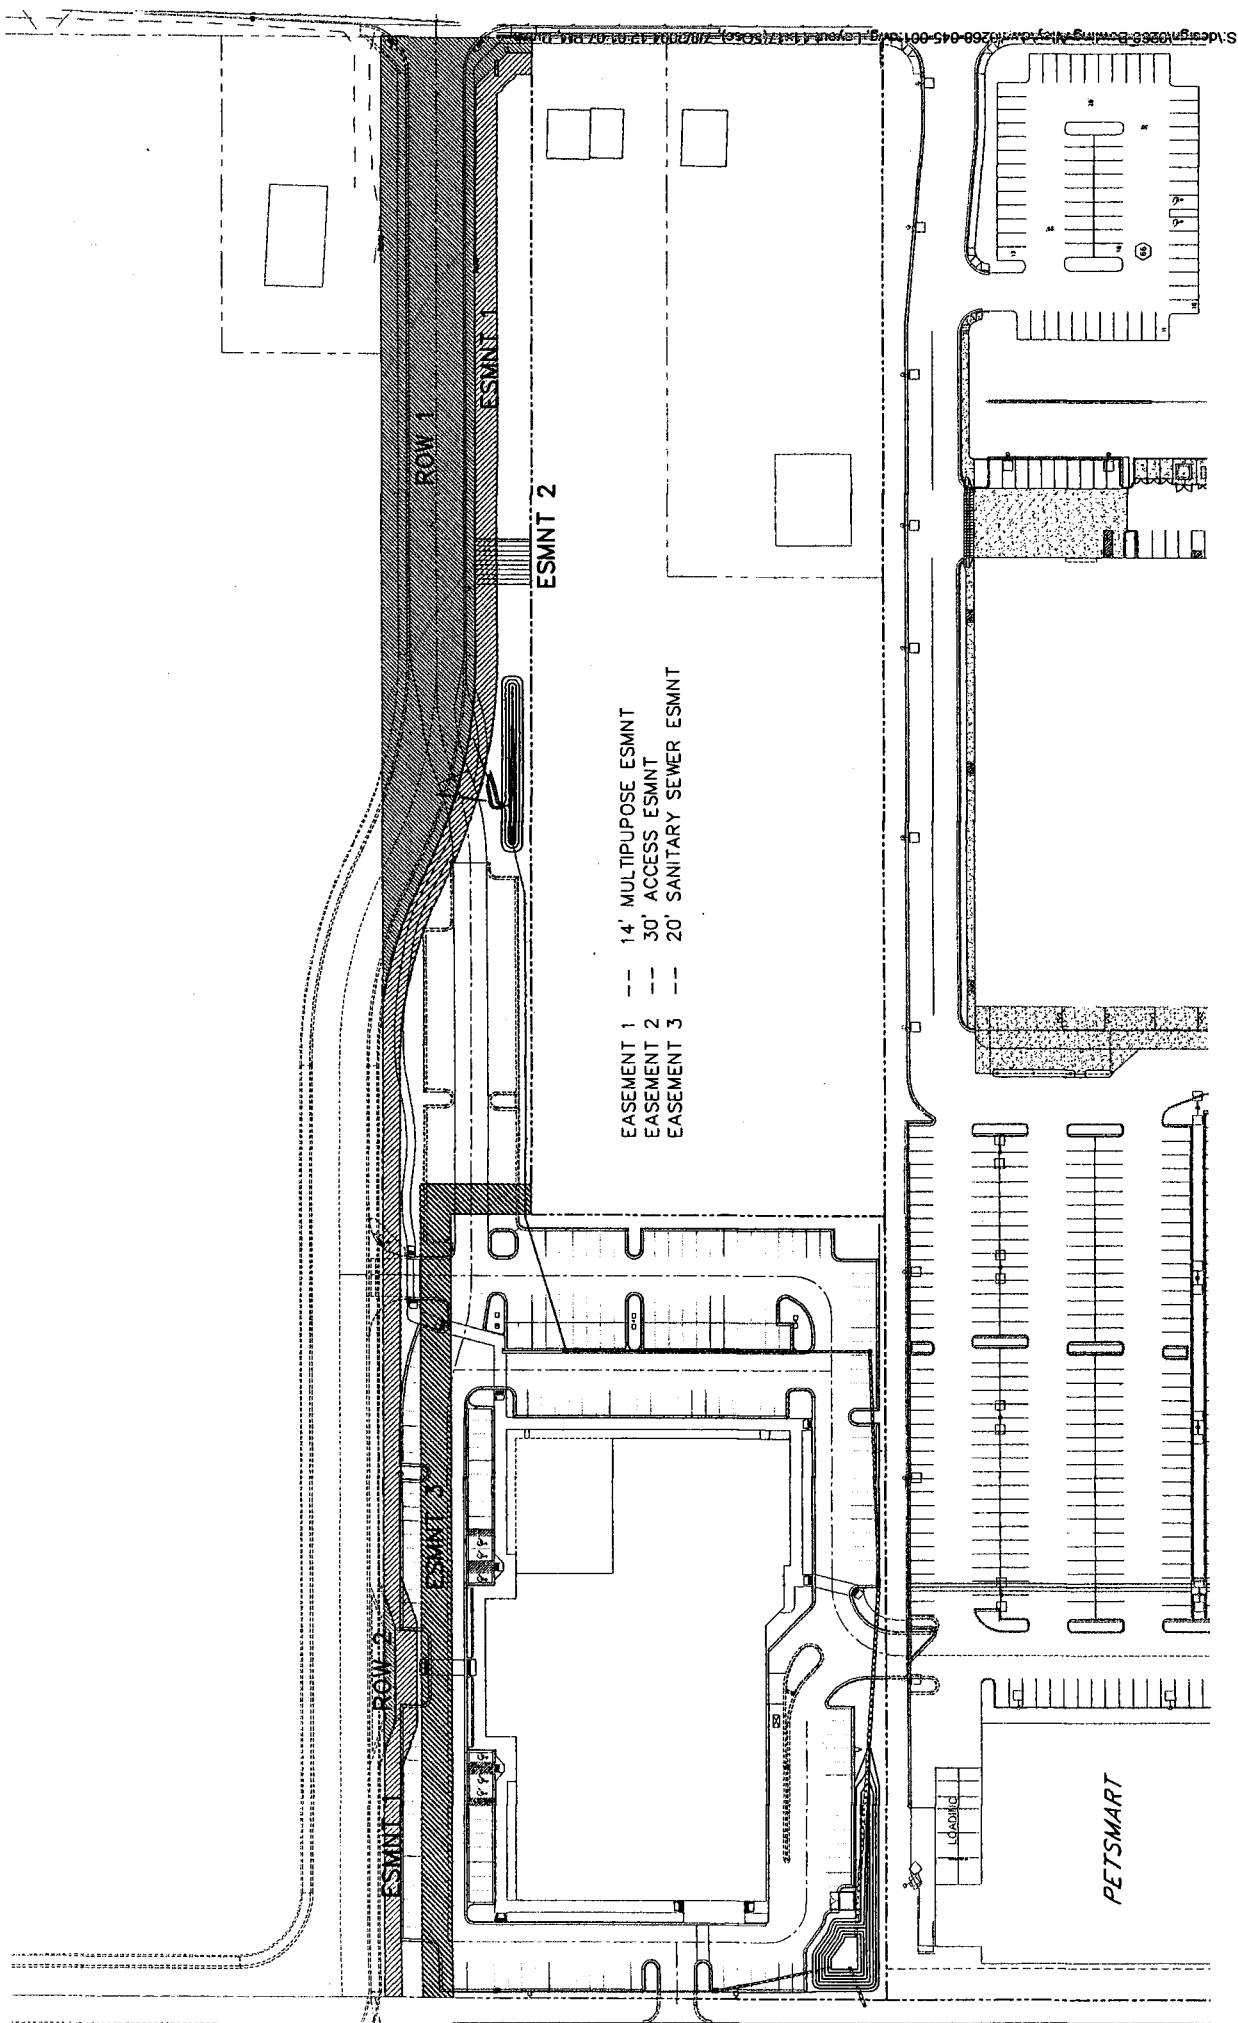 ROW 1
ESMNT 1
ESMNT 2
EASEMENT 1 -- 14' MULTIPUPOSE ESMNT
EASEMENT 2 -- 30' ACCESS ESMNT
EASEMENT 3 -- 20' SANITARY SEWER ESMNT
ESMNT 3
ROW 2
ESMNT 1
LOADING
PETSMART
66